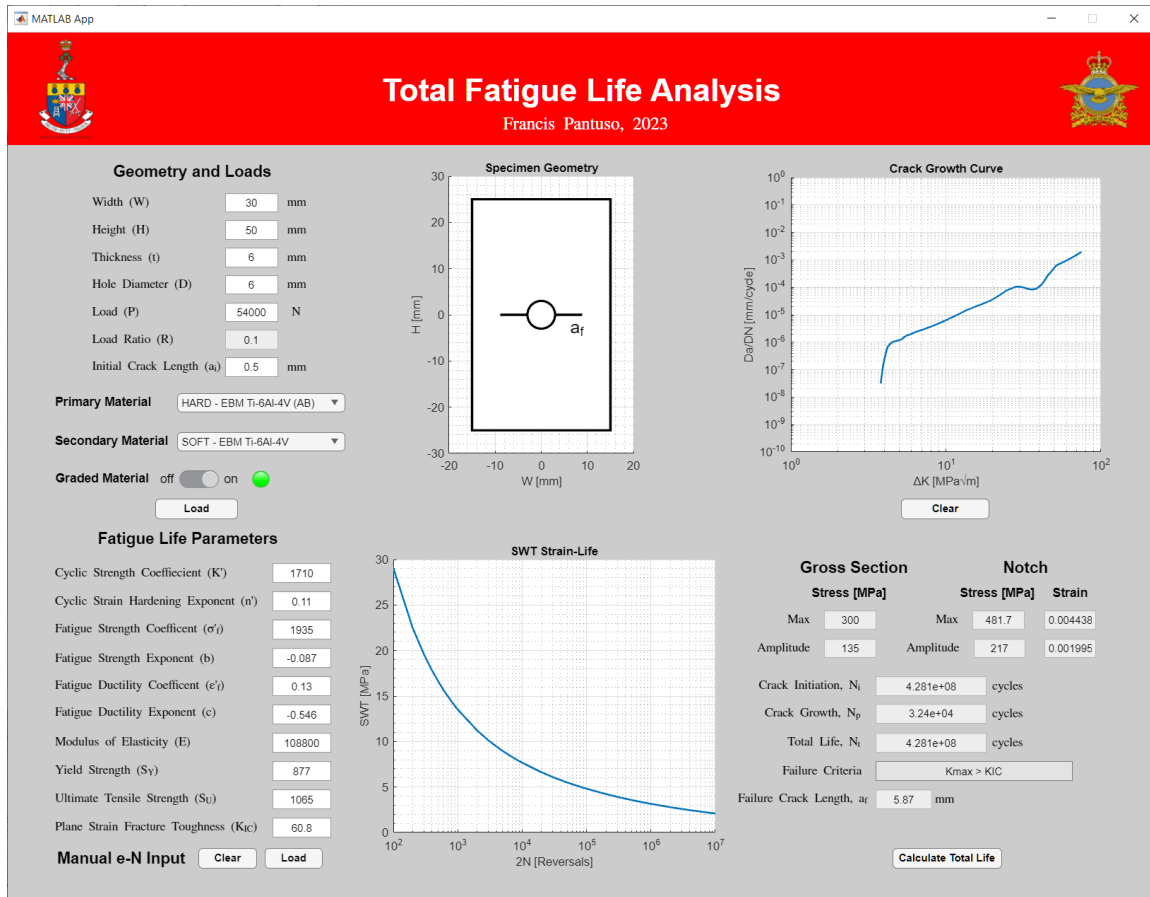 MATLAB App
Total Fatigue Life Analysis
Francis Pantuso, 2023
Geometry and Loads
Width (W) 30 mm
Height (H) 50 mm
Thickness (t) 6 mm
Hole Diameter (D) 6 mm
Load (P) 54000 N
Load Ratio (R) 0.1
Initial Crack Length (ai) 0.5 mm
Primary Material HARD - EBM Ti-6Al-4V (AB)
Secondary Material SOFT - EBM Ti-6Al-4V
Graded Material off on
Load
Specimen Geometry
30
20
10
0
-10
-20
-30
H [mm]
af
-20 -10 0 10 20
W [mm]
Crack Growth Curve
10^0
10^-1
10^-2
10^-3
10^-4
10^-5
10^-6
10^-7
10^-8
10^-9
10^-10
Da/DN [mm/cycle]
10^0 10^1 10^2
ΔK [MPa√m]
Clear
Fatigue Life Parameters
Cyclic Strength Coeffiecient (K') 1710
Cyclic Strain Hardening Exponent (n') 0.11
Fatigue Strength Coefficent (σ'f) 1935
Fatigue Strength Exponent (b) -0.087
Fatigue Ductility Coefficent (ε'f) 0.13
Fatigue Ductility Exponent (c) -0.546
Modulus of Elasticity (E) 108800
Yield Strength (SY) 877
Ultimate Tensile Strength (SU) 1065
Plane Strain Fracture Toughness (KIC) 60.8
Manual e-N Input Clear Load
SWT Strain-Life
30
25
20
15
10
5
0
SWT [MPa]
10^2 10^3 10^4 10^5 10^6 10^7
2N [Reversals]
Gross Section Notch
Stress [MPa] Stress [MPa] Strain
Max 300 Max 481.7 0.004438
Amplitude 135 Amplitude 217 0.001995
Crack Initiation, Ni 4.281e+08 cycles
Crack Growth, Np 3.24e+04 cycles
Total Life, Nt 4.281e+08 cycles
Failure Criteria Kmax > KIC
Failure Crack Length, af 5.87 mm
Calculate Total Life